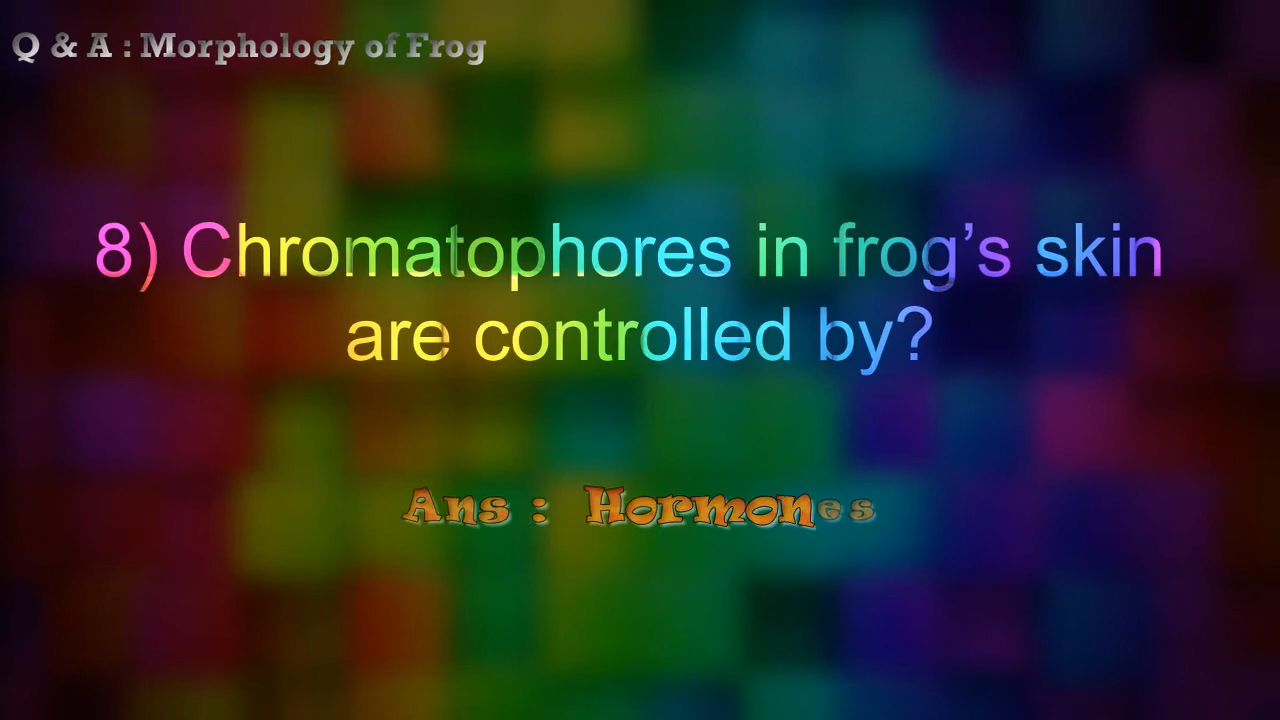 Q & A : Morphology of Frog
8) Chromatophores in frog’s skin
are controlled by?
Ans : Hormones